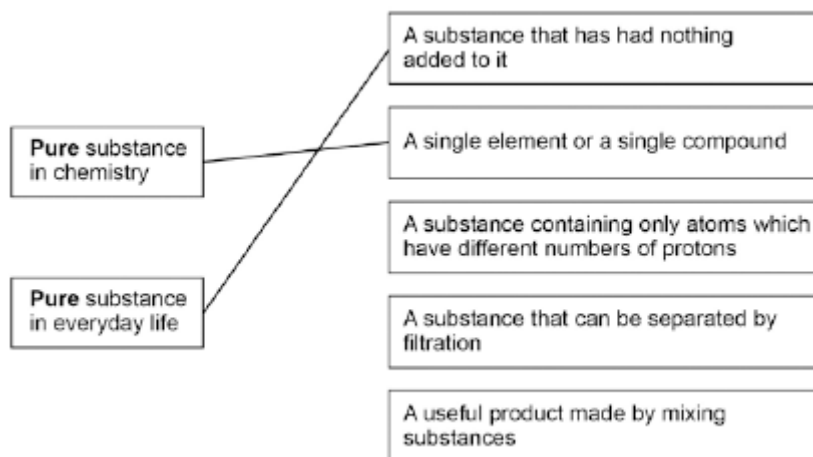 Pure substance
in chemistry
Pure substance
in everyday life
A substance that has had nothing
added to it
A single element or a single compound
A substance containing only atoms which
have different numbers of protons
A substance that can be separated by
filtration
A useful product made by mixing
substances